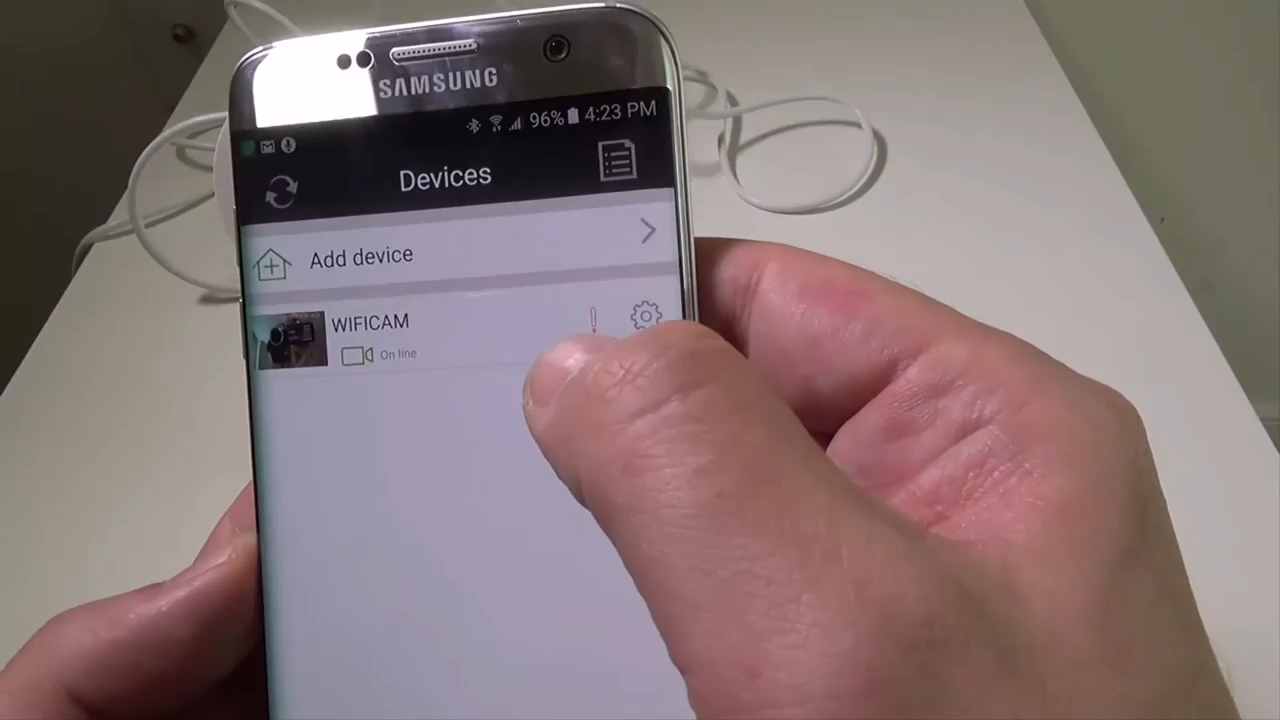 SAMSUNG
96% 4:23 PM
Devices
Add device
WIFICAM
On line